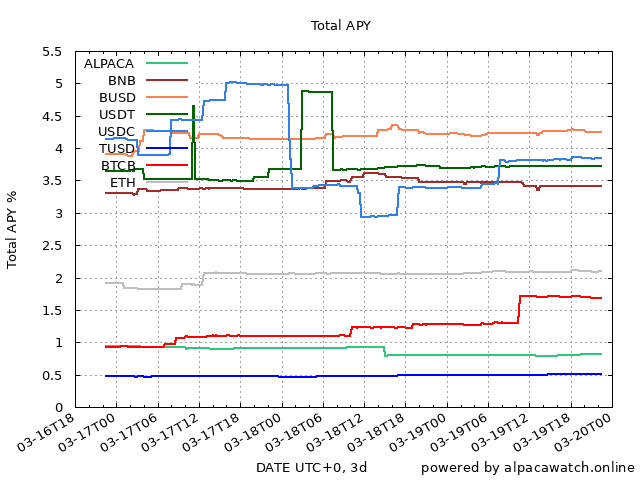 Total APY
Total APY %
5.5
5
4.5
4
3.5
3
2.5
2
1.5
1
0.5
0
ALPACA
BNB
BUSD
USDT
USDC
TUSD
BTCB
ETH
03-16T18
03-17T00
03-17T06
03-17T12
03-17T18
03-18T00
03-18T06
03-18T12
03-18T18
03-19T00
03-19T06
03-19T12
03-19T18
03-20T00
DATE UTC+0, 3d
powered by alpacawatch.online